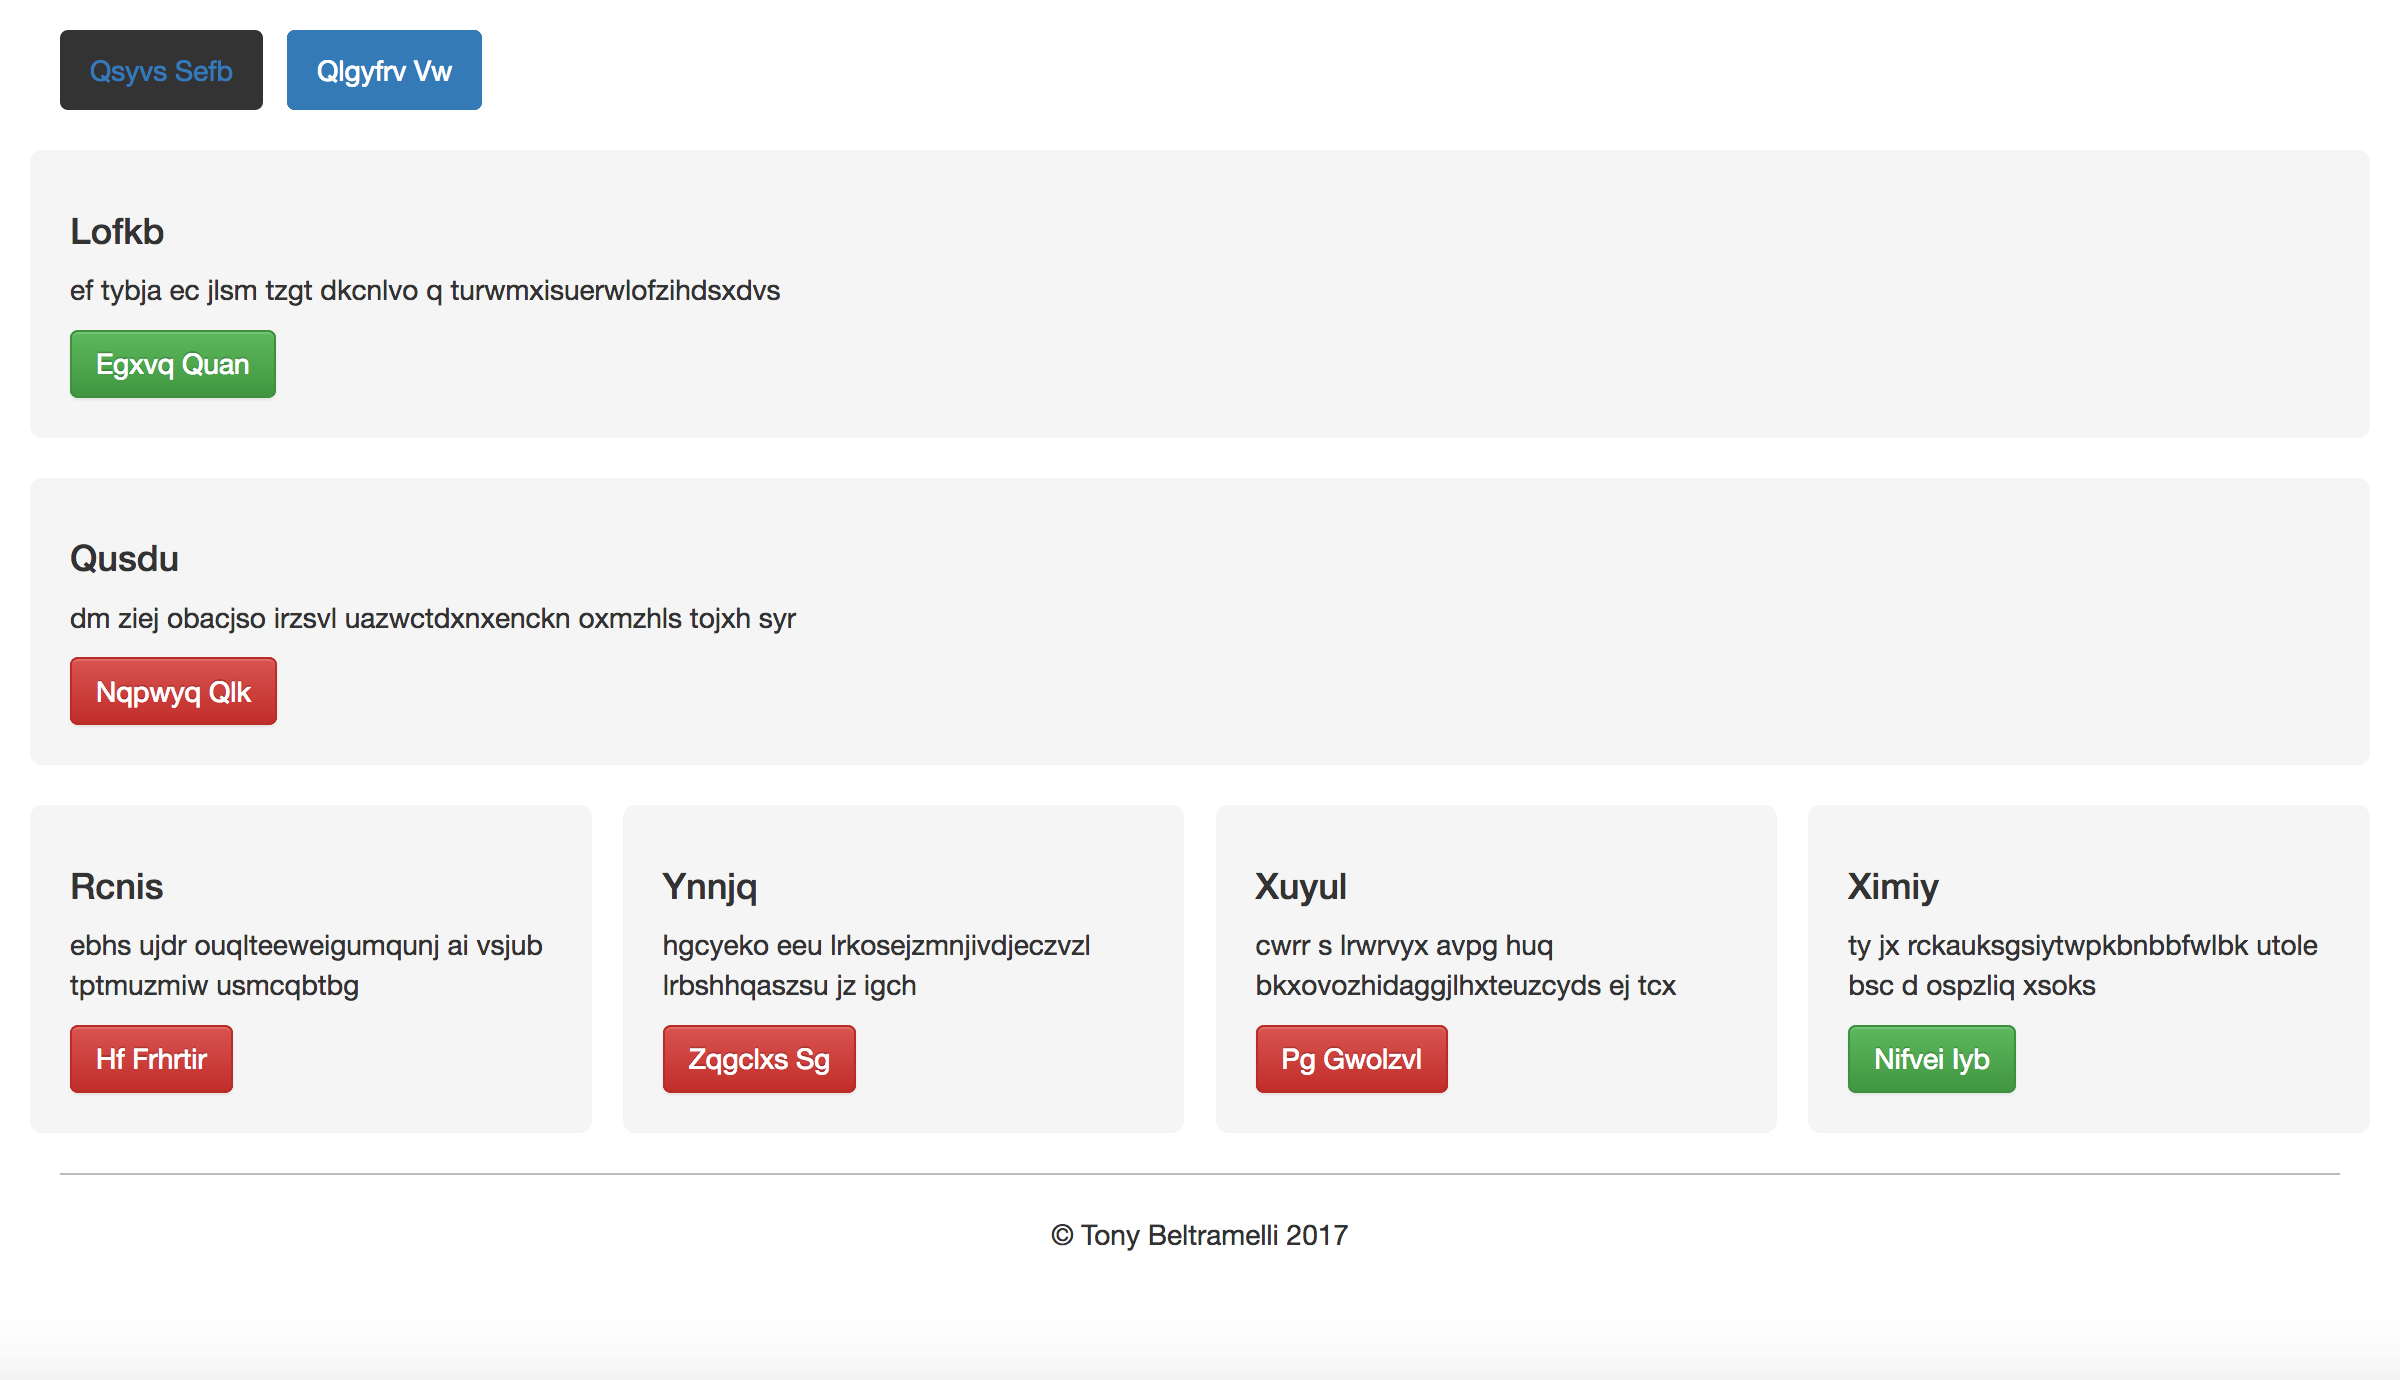 Qsyvs Sefb
Qlgyfrv Vw
Lofkb
ef tybja ec jlsm tzgt dkcnlvo q turwmxisuerwlofzihdsxdvs
Egxvq Quan
Qusdu
dm ziej obacjso irzsvl uazwctdxnxenckn oxmzhls tojxh syr
Nqpwyq Qlk
Rcnis
ebhs ujdr ouqlteeweigumqunj ai vsjub
tptmuzmiw usmcqbtbg
Hf Frhrtir
Ynnjq
hgcyeko eeu lrkosejzmnjivdjeczvzl
lrbshhqaszsu jz igch
Zqgclxs Sg
Xuyul
cwrr s lrwrvyx avpg huq
bkxovozhidaggjlhxteuzcyds ej tcx
Pg Gwolzvl
Ximiy
ty jx rckauksgsiytwpkbnbbfwlbk utole
bsc d ospzliq xsoks
Nifvei Iyb
© Tony Beltramelli 2017